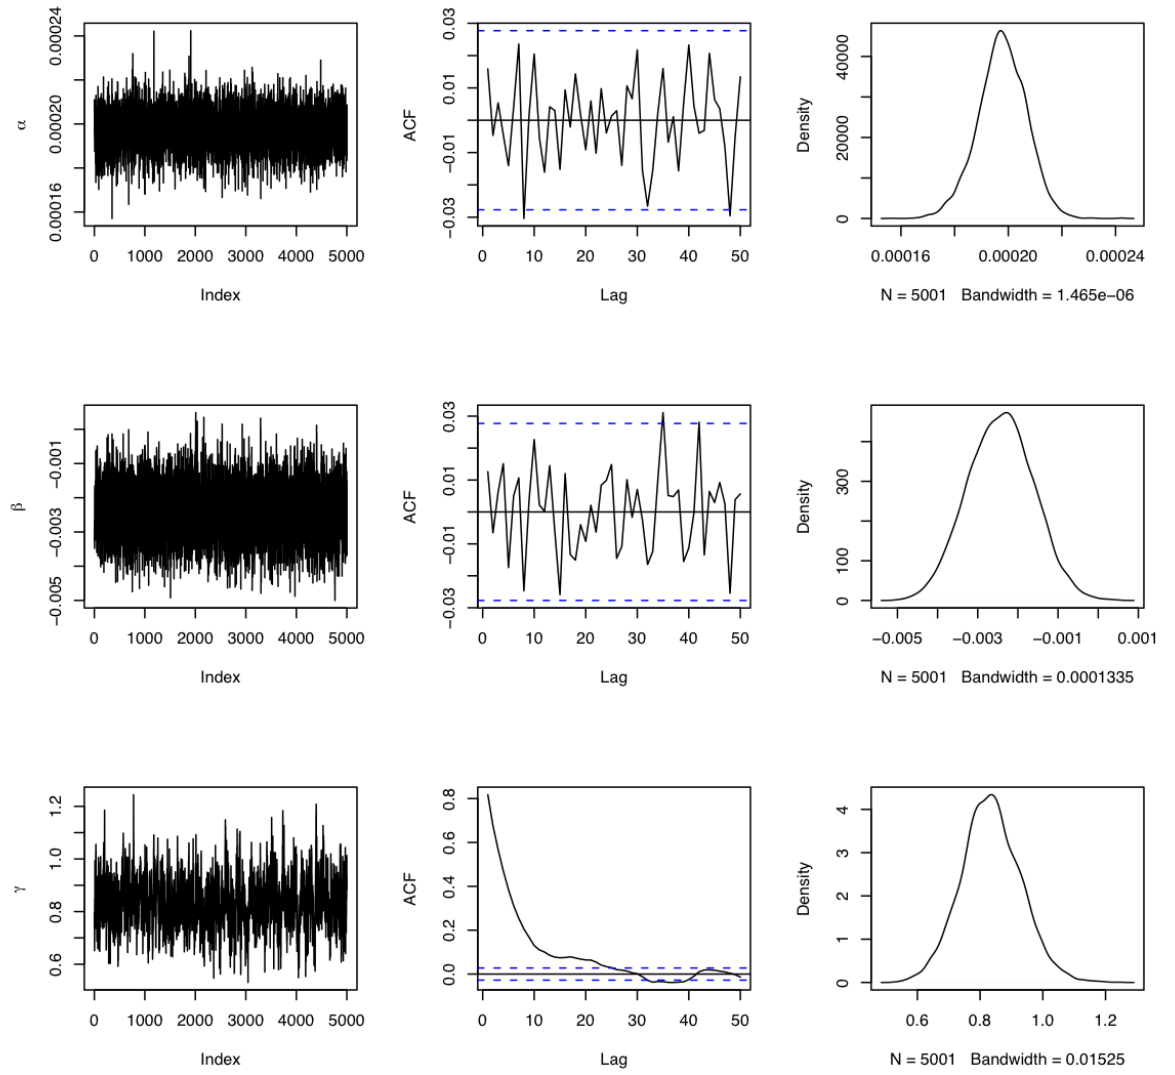 α
0.00016 0.00020 0.00024
0 1000 2000 3000 4000 5000
Index
ACF
−0.03 −0.01 0.01 0.03
0 10 20 30 40 50
Lag
Density
0 20000 40000
0.00016 0.00020 0.00024
N = 5001 Bandwidth = 1.465e−06
β
−0.005 −0.003 −0.001
0 1000 2000 3000 4000 5000
Index
ACF
−0.03 −0.01 0.01 0.03
0 10 20 30 40 50
Lag
Density
0 100 300
−0.005 −0.003 −0.001 0.001
N = 5001 Bandwidth = 0.0001335
γ
0.6 0.8 1.0 1.2
0 1000 2000 3000 4000 5000
Index
ACF
0.0 0.2 0.4 0.6 0.8
0 10 20 30 40 50
Lag
Density
0 1 2 3 4
0.6 0.8 1.0 1.2
N = 5001 Bandwidth = 0.01525